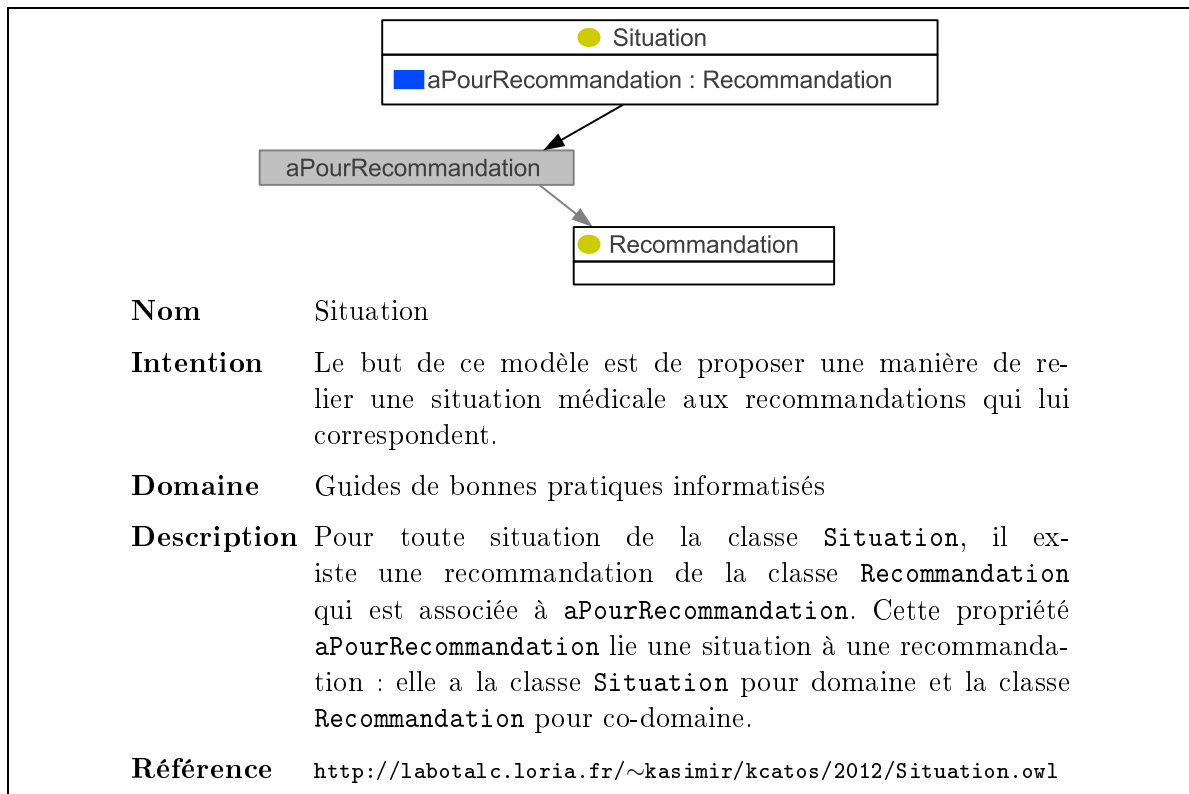 Situation
aPourRecommandation : Recommandation
aPourRecommandation
Recommandation
Nom Situation
Intention Le but de ce modèle est de proposer une manière de re-
lier une situation médicale aux recommandations qui lui
correspondent.
Domaine Guides de bonnes pratiques informatisés
Description Pour toute situation de la classe Situation, il ex-
iste une recommandation de la classe Recommandation
qui est associée à aPourRecommandation. Cette propriété
aPourRecommandation lie une situation à une recommanda-
tion : elle a la classe Situation pour domaine et la classe
Recommandation pour co-domaine.
Référence http://labotalc.loria.fr/∼kasimir/kcatos/2012/Situation.owl